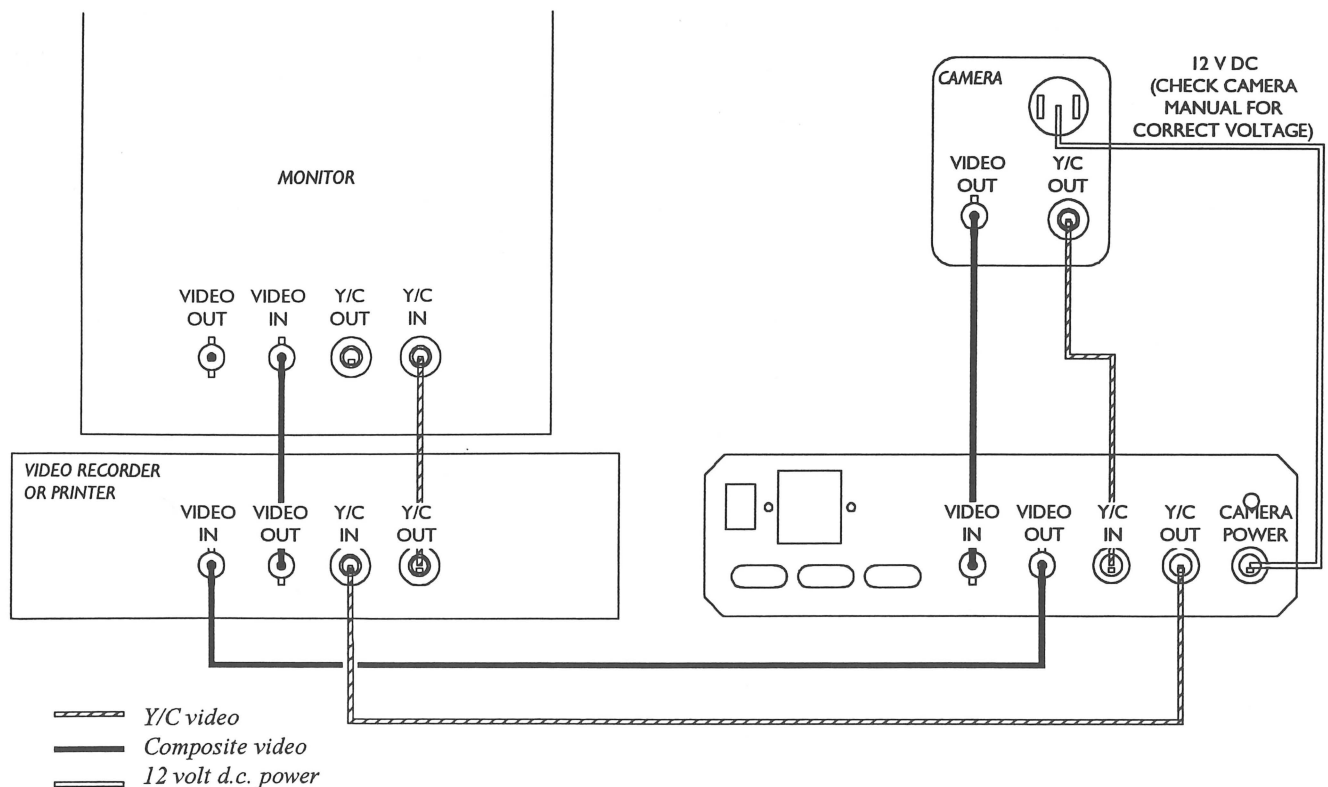 CAMERA
12 V DC
(CHECK CAMERA
MANUAL FOR
CORRECT VOLTAGE)
VIDEO
OUT
Y/C
OUT
MONITOR
VIDEO
OUT
VIDEO
IN
Y/C
OUT
Y/C
IN
VIDEO RECORDER
OR PRINTER
VIDEO
IN
VIDEO
OUT
Y/C
IN
Y/C
OUT
VIDEO
IN
VIDEO
OUT
Y/C
IN
Y/C
OUT
CAMERA
POWER
Y/C video
Composite video
12 volt d.c. power